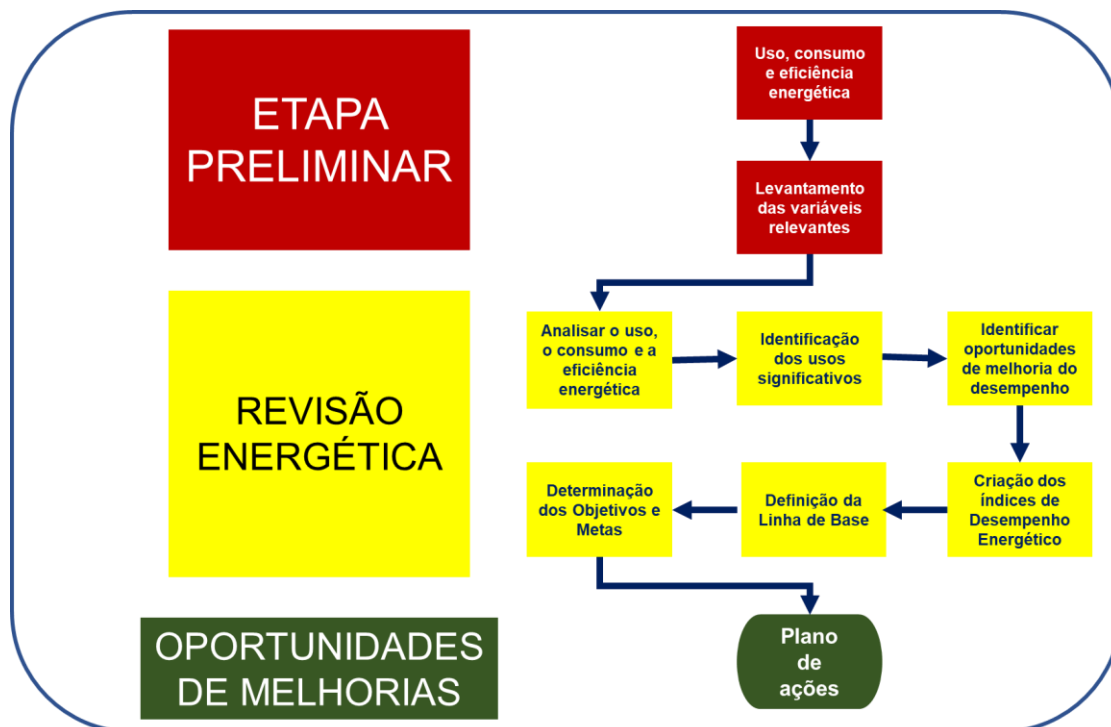 ETAPA
PRELIMINAR
Uso, consumo
e eficiência
energética
Levantamento
das variáveis
relevantes
REVISÃO
ENERGÉTICA
Analisar o uso,
o consumo e a
eficiência
energética
Identificação
dos usos
significativos
Identificar
oportunidades
de melhoria do
desempenho
Criação dos
índices de
Desempenho
Energético
Definição da
Linha de Base
Determinação
dos Objetivos e
Metas
OPORTUNIDADES
DE MELHORIAS
Plano
de
ações